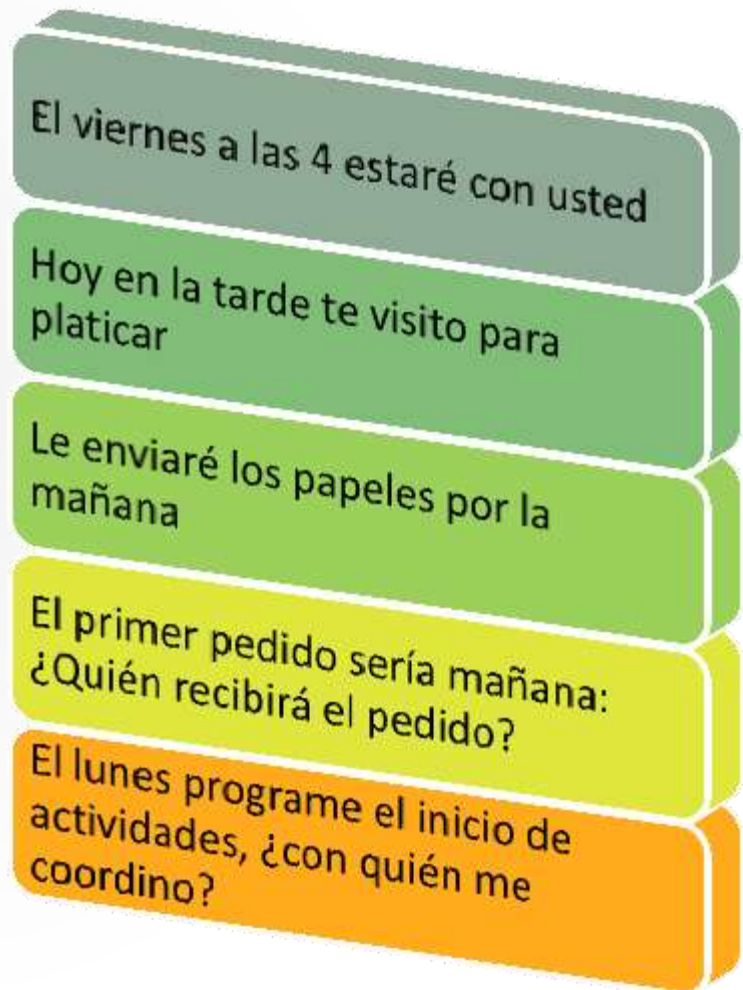 El viernes a las 4 estaré con usted
Hoy en la tarde te visito para
platicar
Le enviaré los papeles por la
mañana
El primer pedido sería mañana:
¿Quién recibirá el pedido?
El lunes programe el inicio de
actividades, ¿con quién me
coordino?